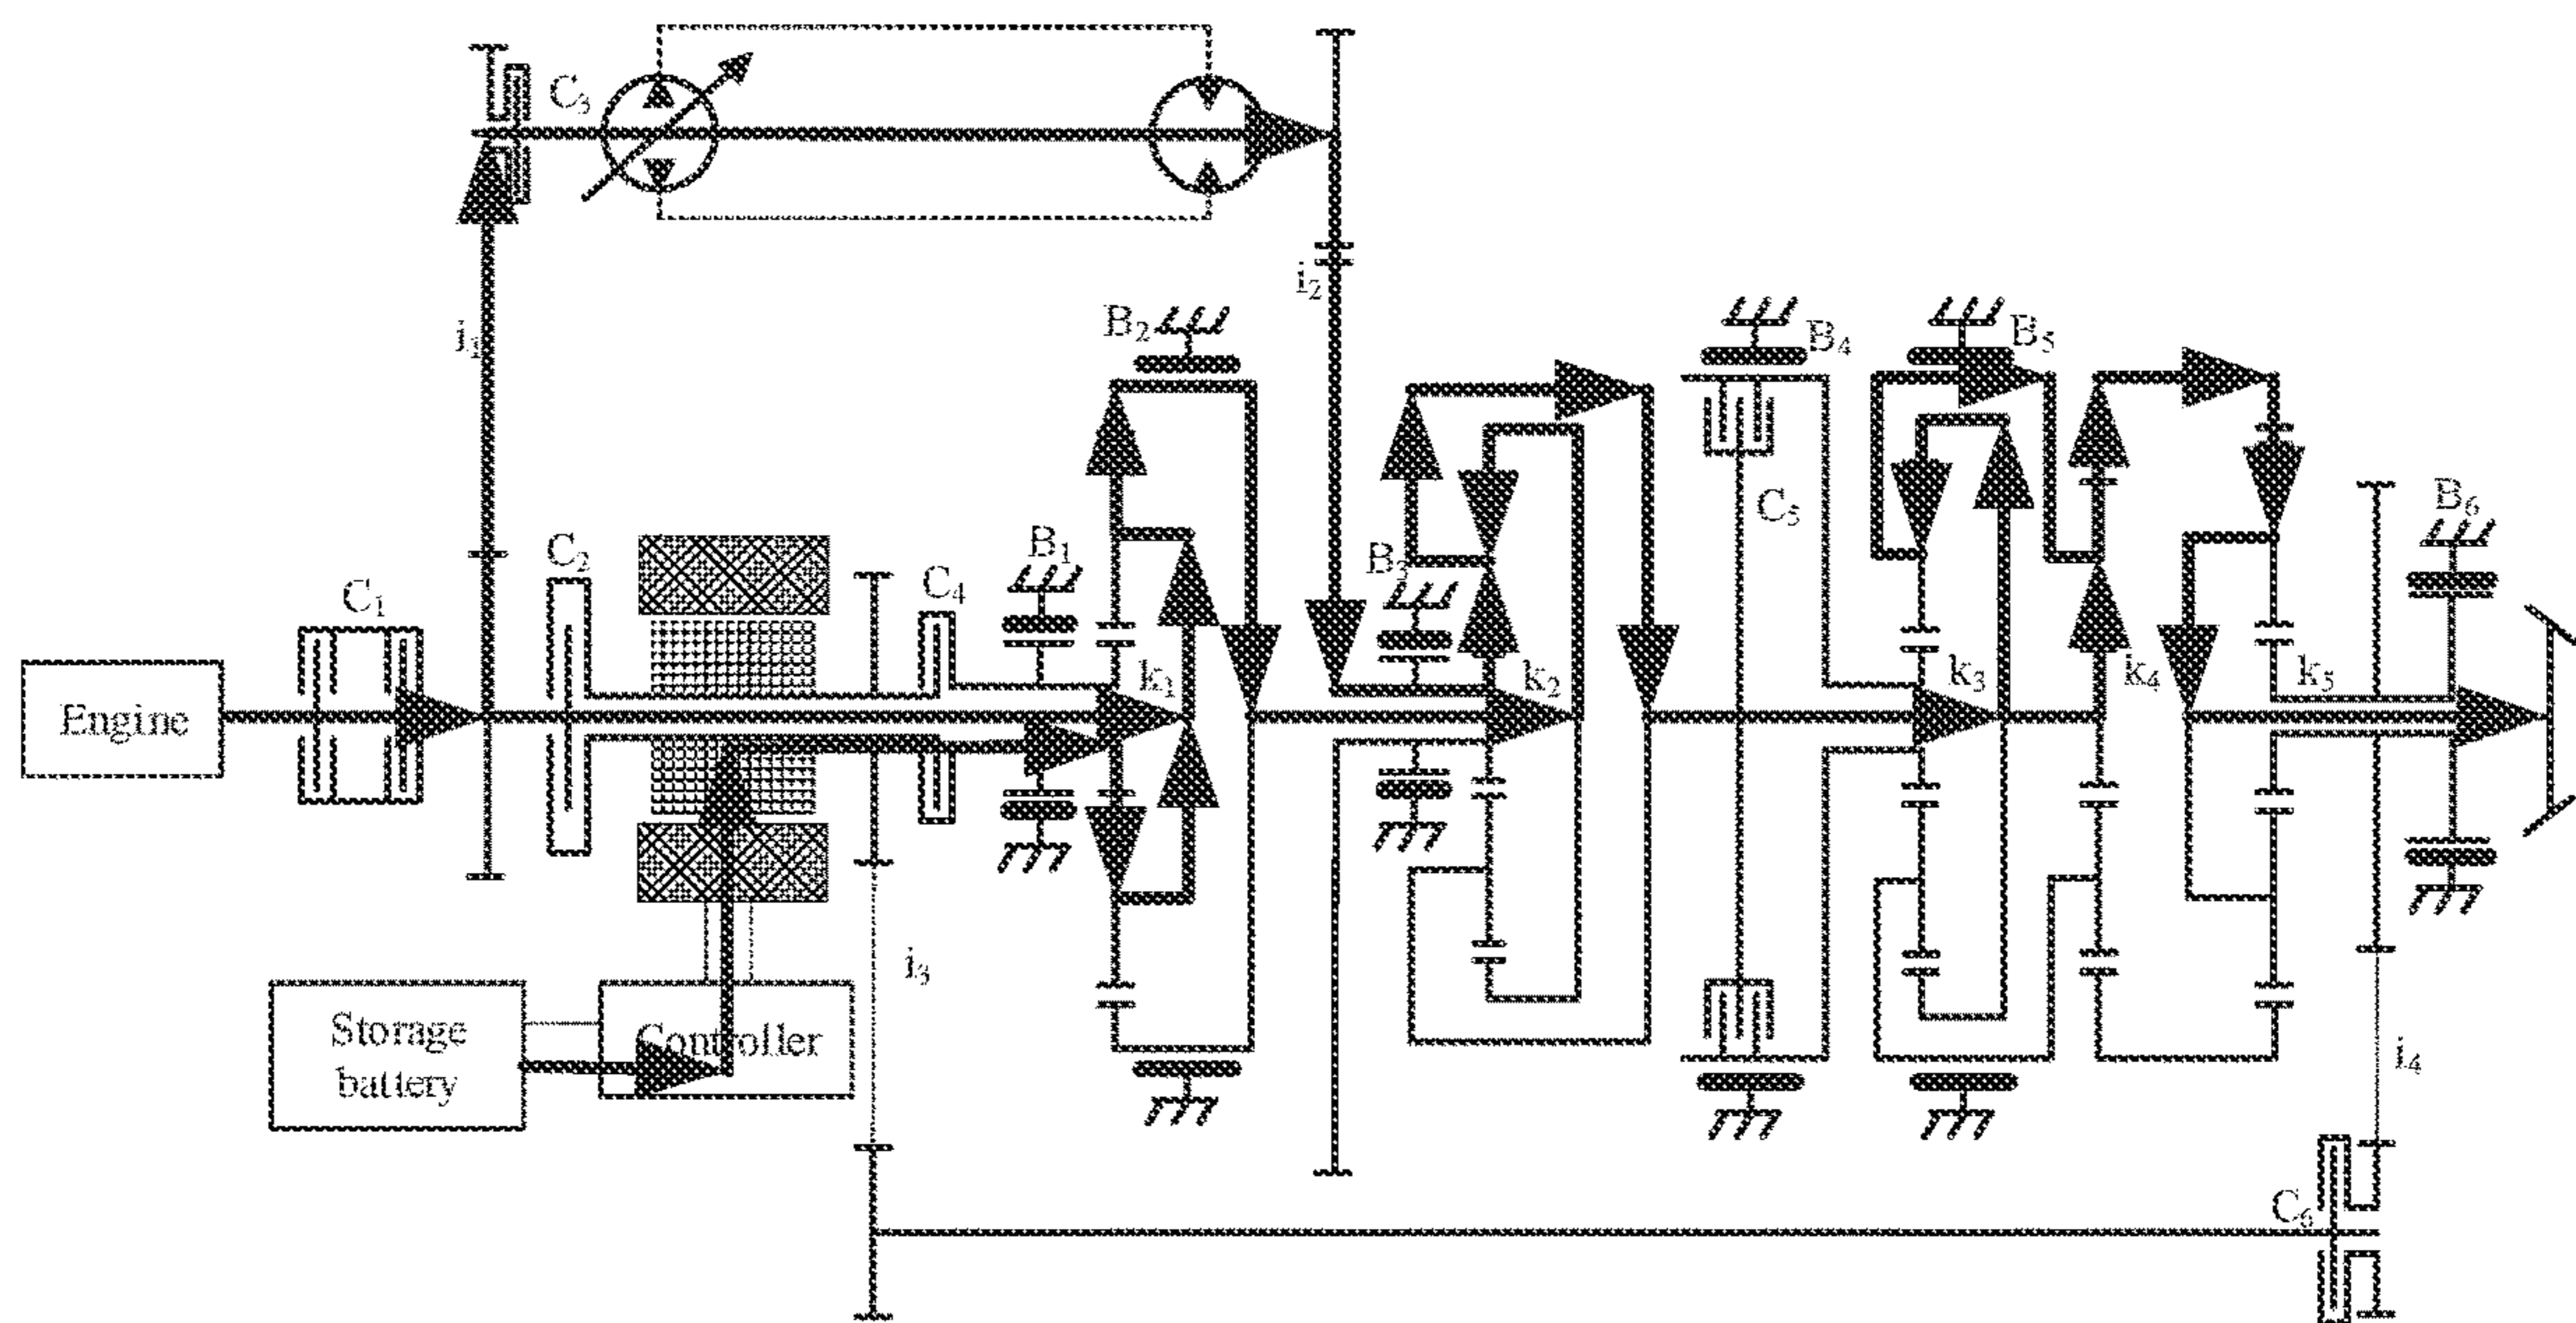 C₃
i₂
B₂
B₄
B₅
i₁
C₅
B₆
C₂
B₁
B₃
C₁
C₄
k₁
k₂
k₃
k₄
k₅
Engine
i₃
Storage
battery
Controller
i₄
C₆